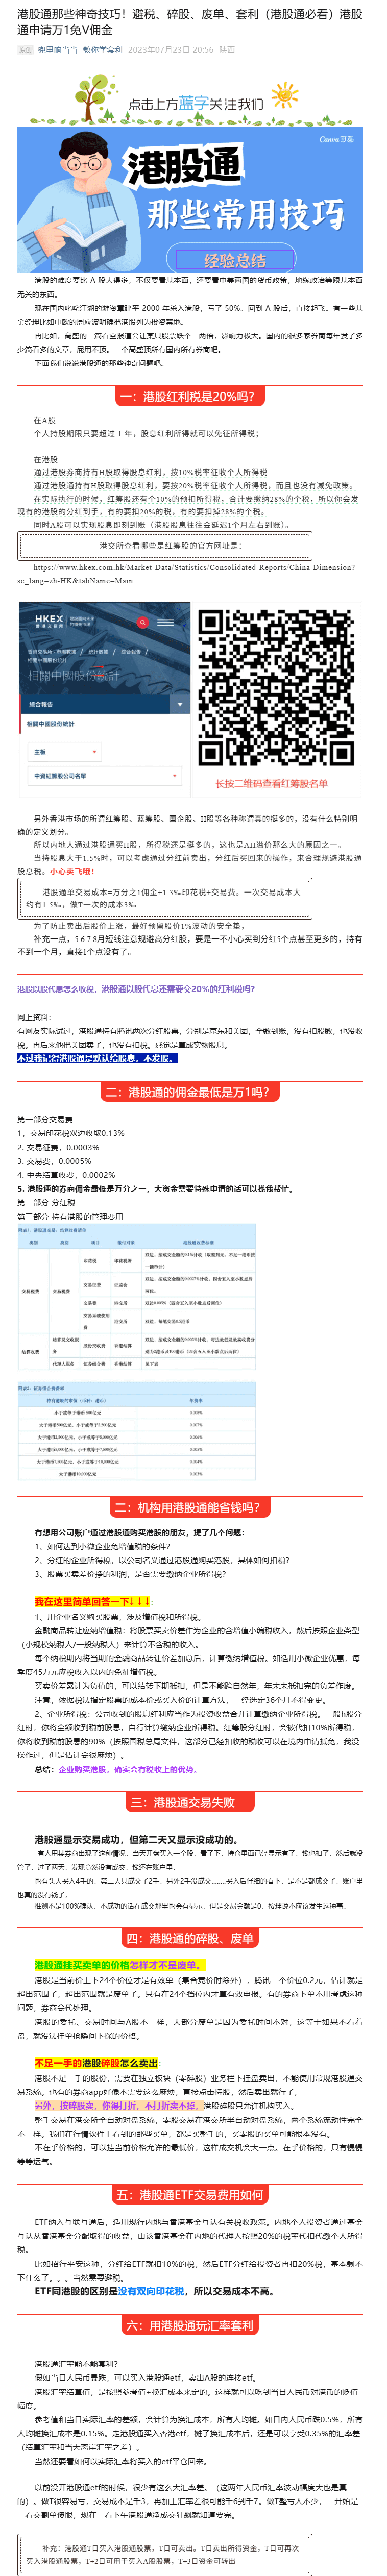 港股那些神奇技巧！避税、碎股、废单、套利（港股通必看）港股
通申请万1免V佣金
原创 兜里喻当当 教你学套利 2023年07月23日 20:56 陕西
点击上方蓝字关注我们
Canva可画
港股通
那些常用技巧
经验总结
港股的难度要比 A 股大得多，不仅要看基本面，还要看中美两国的货币政策，地缘政治等跟基本面
无关的东西。
现在国内叱咤江湖的游资章建平 2000 年杀入港股，亏了 50%。回到 A 股后，直接起飞。有一些基
金经理比如中欧的周应波明确把港股列为投资禁地。
再比如，高盛的一篇看空报道会让某只股票跌个一两倍，影响力极大。国内的很多家券商每年发了多
少篇看多的文章，屁用不顶。一个高盛顶所有国内所有券商吧。
下面我们说说港股通的那些神奇问题吧。
一：港股红利税是20%吗？
在A股
个人持股期限只要超过 1 年，股息红利所得就可以免征所得税；
在港股
通过港股券商持有H股取得股息红利，按10%税率征收个人所得税
通过港股通持有H股取得股息红利，要按20%税率征收个人所得税，而且也没有减免政策。
在实际执行的时候，红筹股还有个10%的预扣所得税，合计要缴纳28%的个税，所以你会发
现有的港股的分红到手，有的要扣20%的税，有的要扣掉28%的个税。
同时A股可以实现股息即刻到账（港股股息往往会延迟1个月左右到账）。
港交所查看哪些是红筹股的官方网址是：
https://www.hkex.com.hk/Market-Data/Statistics/Consolidated-Reports/China-Dimension?
sc_lang=zh-HK&tabName=Main
HKEX
香港交易所
相關中國股份統計
綜合報告
相關中國股份統計
主板
中資紅籌股公司名單
长按二维码查看红筹股名单
另外香港市场的所谓红筹股、蓝筹股、国企股、H股等各种称谓真的挺多的，没有什么特别明
确的定义划分。
所以内地人通过港股通买H股，所得税还是挺多的，这也是AH溢价那么大的原因之一。
当持股息大于1.5%时，可以考虑通过分红前卖出，分红后买回来的操作，来合理规避港股通
股息税。小心卖飞哦！
港股通单交易成本=万分之1佣金+1.3‰印花税+交易费。一次交易成本大
约有1.5‰，做T一次的成本3‰
为了防止卖出后股价上涨，最好预留股价1%波动的安全垫，
补充一点，5.6.7.8月短线注意规避高分红股，要是一不小心买到分红5个点甚至更多的，持有
不到一个月，直接1个点没有了。
港股以股代息怎么收税，港股通以股代息还需要交20%的红利税吗？
网上资料：
有网友实际试过，港股通持有腾讯两次分红股票，分别是京东和美团，全数到账，没有扣股数，也没收
税。再后来他把美团卖了，也没有扣税。感觉是算成实物股息。
不过我记得港股通是默认给股息，不发股。
二：港股通的佣金最低是万1吗？
第一部分交易费
1，交易印花税双边收取0.13%
2. 交易征费，0.0003%
3. 交易费，0.0005%
4. 中央结算收费，0.0002%
5. 港股通的券商佣金最低是万分之一，大资金需要特殊申请的话可以找我帮忙。
第二部分 分红税
第三部分 持有港股的管理费用
二：机构用港股通能省钱吗？
有想用公司账户通过港股通购买港股的朋友，提了几个问题：
1、如何达到小微企业免增值税的条件？
2、分红的企业所得税，以公司名义通过港股通购买港股，具体如何扣税？
3、股票买卖差价挣的利润，是否需要缴纳企业所得税？
我在这里简单回答一下↓↓↓：
1、用企业名义购买股票，涉及增值税和所得税。
金融商品转让应纳增值税：将股票买卖价差作为企业的含增值小编税收入，然后按照企业类型
（小规模纳税人/一般纳税人）来计算不含税的收入。
每个纳税期内将当期的金融商品转让价差加总后，计算缴纳增值税。如适用小微企业优惠，每
季度45万元应税收入以内的免征增值税。
买卖价差累计为负值的，可以结转下期抵扣，但是不能跨自然年，年末未抵扣完的负差作废。
注意，依据税法指定股票的成本价或买入价的计算方法，一经选定36个月不得变更。
2、企业所得税：公司收到的股息红利应当作为投资收益合并计算缴纳企业所得税。一般h股分
红时，你将全额收到税前股息，自行计算缴纳企业所得税。红筹股分红时，会被代扣10%所得税，
你将收到税前股息的90%（按照国税总局文件，这部分已经扣收的税收可以在境内申请抵免，我没
操作过，但是估计会很麻烦）。
总结：企业购买港股，确实会有税收上的优势。
三：港股通交易失败
港股通显示交易成功，但第二天又显示没成功的。
有人用某券商出现了这种情况，当天开盘买入一个股，看了下，持仓里面已经显示有了，钱也扣了，然后就没
管了，过了两天，发现竟然没有成交，钱还在账户里，
也有头天买入4手的，第二天只成交了2手，另外2手没成交......买入后仔细的看下，是不是都成交了，账户里
也真的没有钱了，
推测不是100%确认，不成功的话在成交那里也会有显示，但是交易金额是0，按理说不应该发生这种事。
四：港股通的碎股、废单
港股通挂买卖单的价格怎样才不是废单。
港股是当前价上下24个价位才是有效单（集合竞价时除外），腾讯一个价位0.2元，估计就是
超出范围了，超出范围就是废单了。只有在24个挡位内才算有效申报。有的券商下单不用考虑这种
问题，券商会代处理。
港股的委托、交易时间与A股不一样，大部分废单是因为委托时间不对，这等于如果不看着
盘，就没法挂单拾瞬间下探的价格。
不足一手的港股碎股怎么卖出：
港股不足一手的股份，需要在独立板块（零碎股）业务栏下挂盘卖出，不能使用常规港股通交
易系统。也有的券商app好像不需要这么麻烦，直接点击持股，然后卖出就行了，
另外，按碎股卖，你得打折，不打折卖不掉。港股碎股只允许机构买入。
整手交易在港交所全自动对盘系统，零股交易在港交所半自动对盘系统，两个系统流动性完全
不一样。我们在行情软件上看到的那些买单，都是买整手的，买零股的买单可能根本没有。
不在乎价格的，可以挂当前价格允许的最低价，这样成交机会大一点。在乎价格的，只有慢慢
等等运气。
五：港股通ETF交易费用如何
ETF纳入互联互通后，适用现行内地与香港基金互认有关税收政策。内地个人投资者通过基金
互认从香港基金分配取得的收益，由该香港基金在内地的代理人按照20%的税率代扣代缴个人所得
税。
比如招行平安这种，分红给ETF就扣10%的税，然后ETF分红给投资者再扣20%税，基本剩不
下什么了。。。当然需要避税。
ETF同港股的区别是没有双向印花税，所以交易成本不高。
六：用港股通玩汇率套利
港股通汇率能不能套利？
假如当日人民币暴跌，可以买入港股通etf，卖出A股的连接etf。
港股汇率结算值，是按照参考值+换汇成本来定的。这样就可以吃到当日人民币对港币的贬值
幅度。
参考值和当日实际汇率的差额，会计算为换汇成本，所有人均摊。如日内人民币跌0.5%，所有
人均摊换汇成本是0.15%。走港股通买入香港etf，摊了换汇成本后，还是可以享受0.35%的汇率差
（结算汇率和当天离岸汇率之差）。
当然还要看如何以实际汇率将买入的etf平仓回来。
以前没开港股通etf的时候，很少有这么大汇率差。（这两年人民币汇率波动幅度大也是真
的）。做T很容易亏，交易成本是千3，再加上汇率差很可能千6到千7。做T整亏人不少，一开始是
一看交割单傻眼，现在一看下午港股通净成交狂飙就知道要完。
补充：港股通T日买入港股通股票，T日可卖出。T日卖出所得资金，T日可再次
买入港股通股票，T+2日可用于买入A股股票，T+3日资金可转出